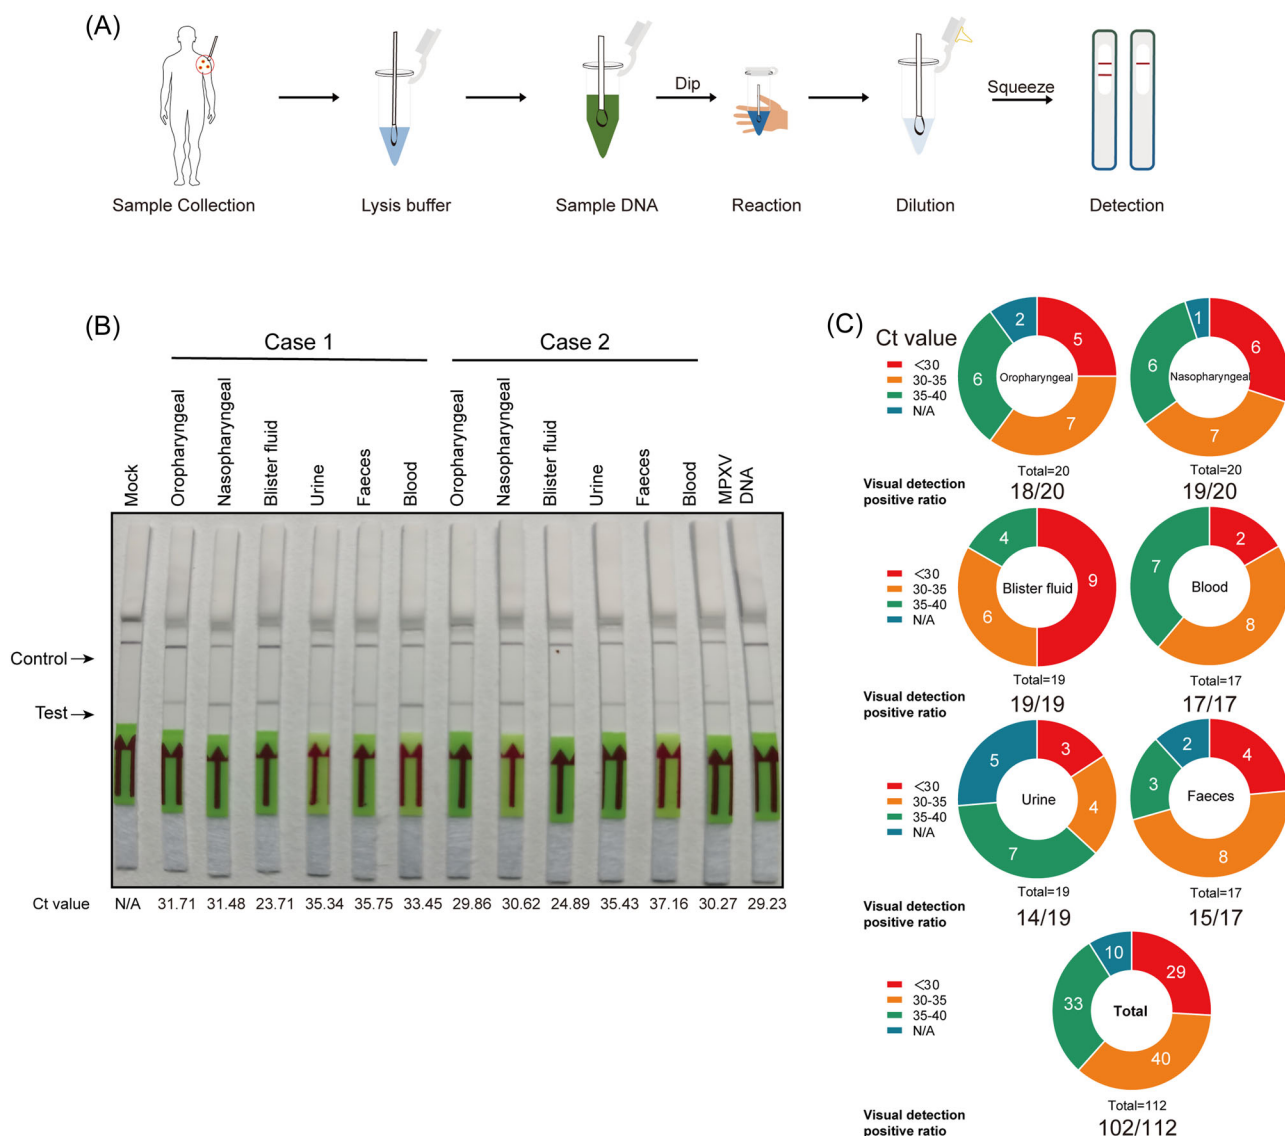 (A)
Dip
Squeeze
Sample Collection
Lysis buffer
Sample DNA
Reaction
Dilution
Detection
(B)
Case 1
Case 2
Mock
Oropharyngeal
Nasopharyngeal
Blister fluid
Urine
Faeces
Blood
Oropharyngeal
Nasopharyngeal
Blister fluid
Urine
Faeces
Blood
MPXV
DNA
Control
Test
Ct value N/A 31.71 31.48 23.71 35.34 35.75 33.45 29.86 30.62 24.89 35.43 37.16 30.27 29.23
(C)
Ct value
<30
30-35
35-40
N/A
2
5
6
7
Oropharyngeal
1
6
6
7
Nasopharyngeal
Visual detection
positive ratio
Total=20
18/20
Total=20
19/20
<30
30-35
35-40
N/A
4
9
6
Blister fluid
2
7
8
Blood
Visual detection
positive ratio
Total=19
19/19
Total=17
17/17
<30
30-35
35-40
N/A
5
3
4
7
Urine
2
4
3
8
Faeces
Visual detection
positive ratio
Total=19
14/19
Total=17
15/17
<30
30-35
35-40
N/A
10
29
33
40
Total
Visual detection
positive ratio
Total=112
102/112